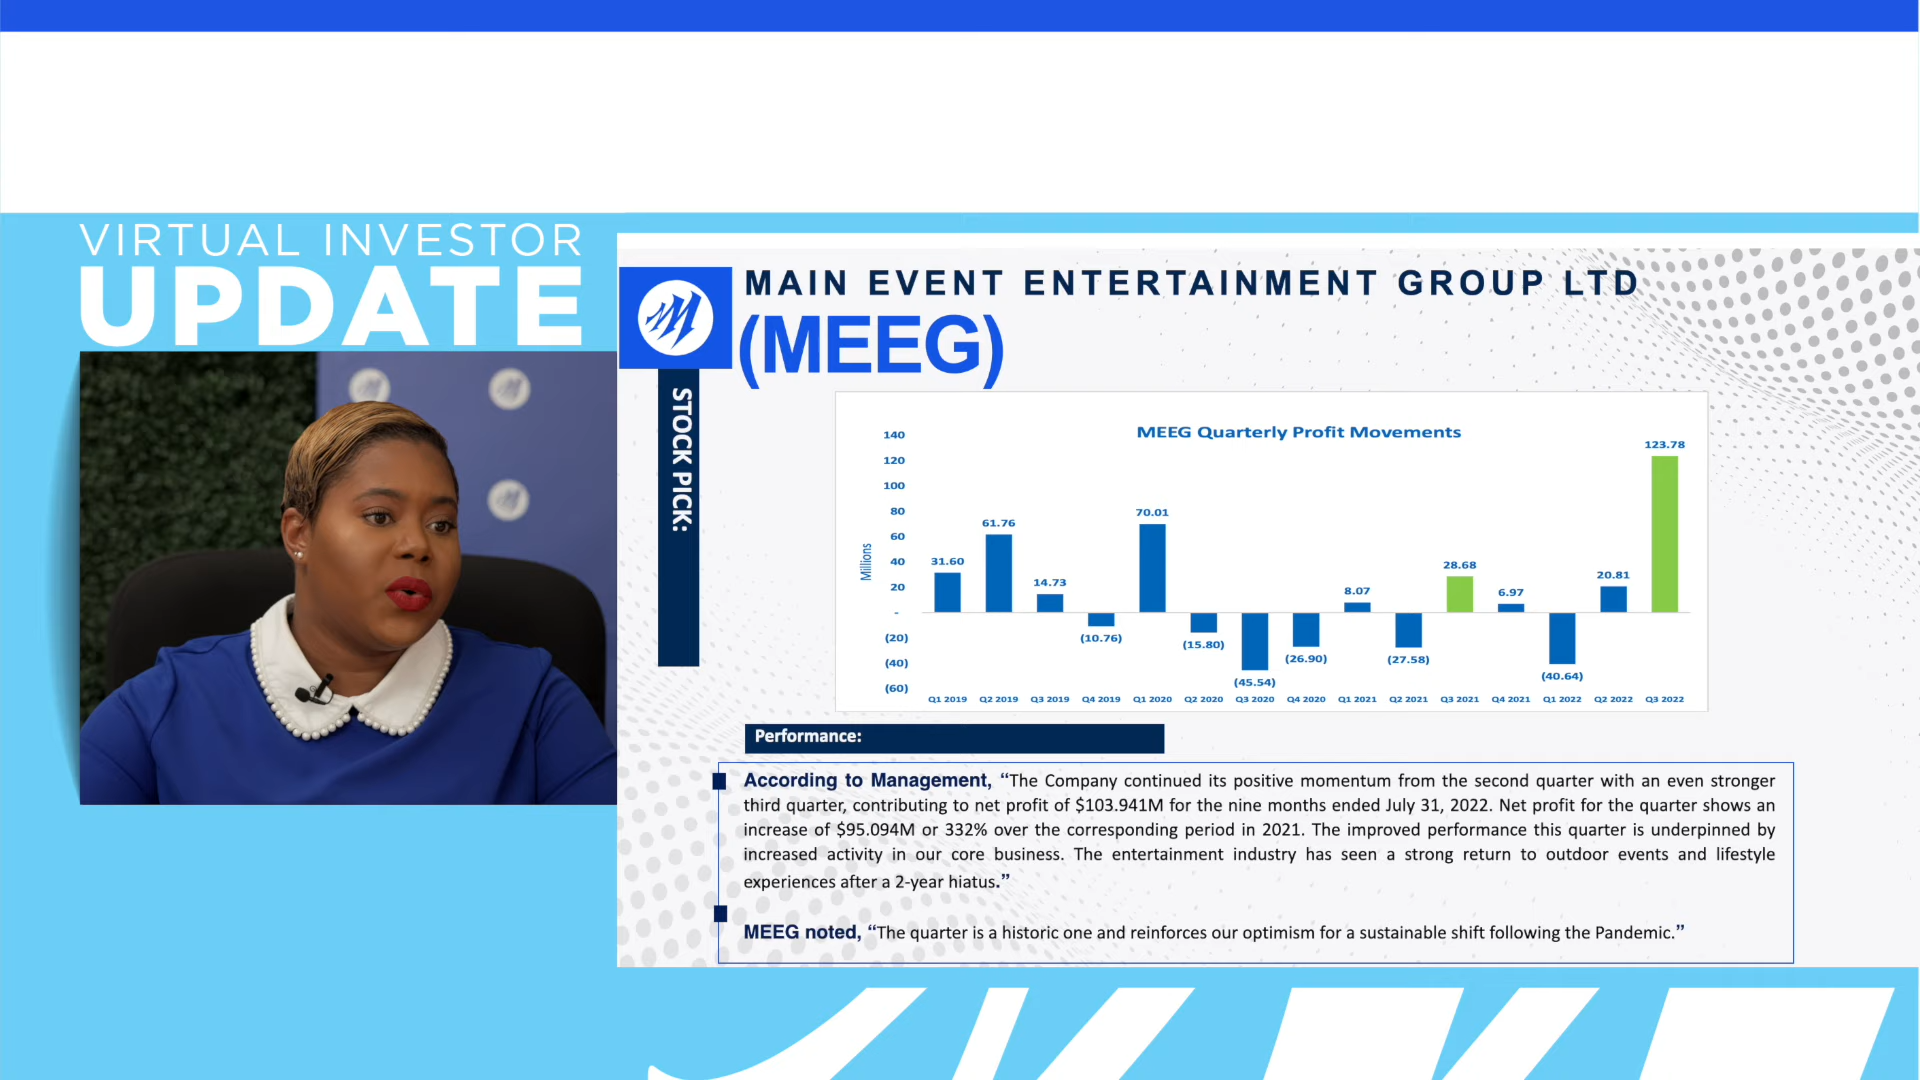 VIRTUAL INVESTOR
UPDATE
MAIN EVENT ENTERTAINMENT GROUP LTD
(MEEG)
STOCK PICK:
MEEG Quarterly Profit Movements
Millions
140
120
100
80
60
40
20
-
(20)
(40)
(60)
31.60
61.76
14.73
(10.76)
70.01
(15.80)
(45.54)
(26.90)
8.07
(27.58)
28.68
6.97
(40.64)
20.81
123.78
Q1 2019 Q2 2019 Q3 2019 Q4 2019 Q1 2020 Q2 2020 Q3 2020 Q4 2020 Q1 2021 Q2 2021 Q3 2021 Q4 2021 Q1 2022 Q2 2022 Q3 2022
Performance:
According to Management, “The Company continued its positive momentum from the second quarter with an even stronger
third quarter, contributing to net profit of $103.941M for the nine months ended July 31, 2022. Net profit for the quarter shows an
increase of $95.094M or 332% over the corresponding period in 2021. The improved performance this quarter is underpinned by
increased activity in our core business. The entertainment industry has seen a strong return to outdoor events and lifestyle
experiences after a 2-year hiatus.”
MEEG noted, “The quarter is a historic one and reinforces our optimism for a sustainable shift following the Pandemic.”